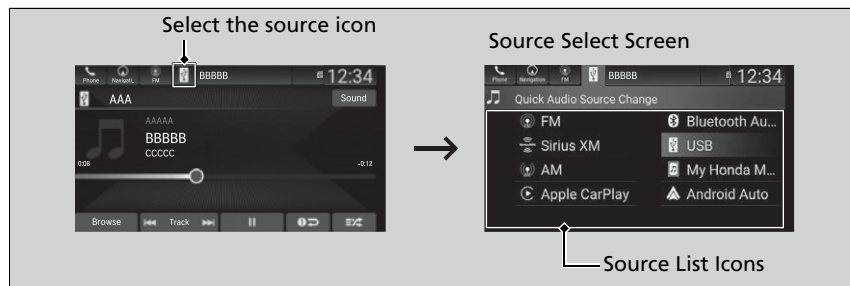 Select the source icon
Phone Navigati.. FM BBBBB 12:34
AAA Sound
AAAAA
BBBBB
CCCCC
0:08 -0:12
Browse Track
Source Select Screen
Phone Navigation FM BBBBB 12:34
Quick Audio Source Change
FM Bluetooth Au...
Sirius XM USB
AM My Honda M...
Apple CarPlay Android Auto
Source List Icons